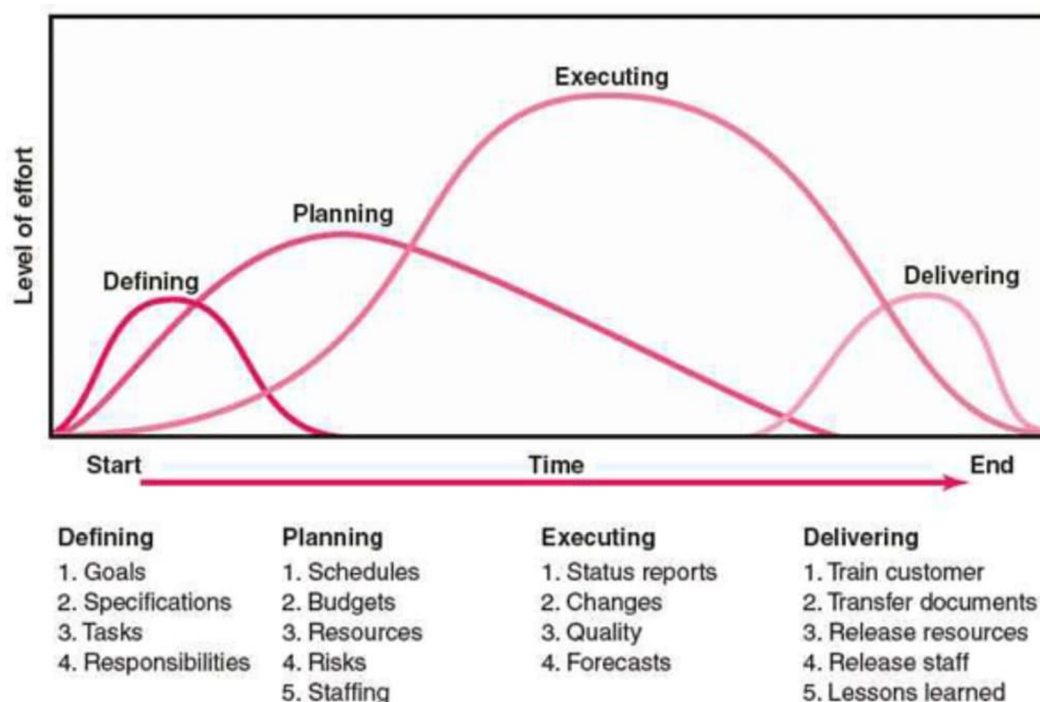 Executing
Planning
Defining
Delivering
Level of effort
Start
Time
End
Defining
1. Goals
2. Specifications
3. Tasks
4. Responsibilities
Planning
1. Schedules
2. Budgets
3. Resources
4. Risks
5. Staffing
Executing
1. Status reports
2. Changes
3. Quality
4. Forecasts
Delivering
1. Train customer
2. Transfer documents
3. Release resources
4. Release staff
5. Lessons learned